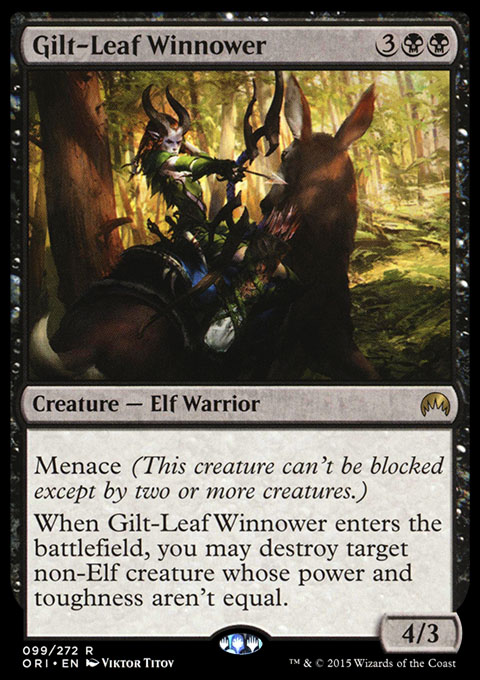 Gilt-Leaf Winnower 3
Creature — Elf Warrior
Menace (This creature can't be blocked
except by two or more creatures.)
When Gilt-Leaf Winnower enters the
battlefield, you may destroy target
non-Elf creature whose power and
toughness aren't equal.
4/3
099/272 R
ORI • EN Viktor Titov
™ & © 2015 Wizards of the Coast